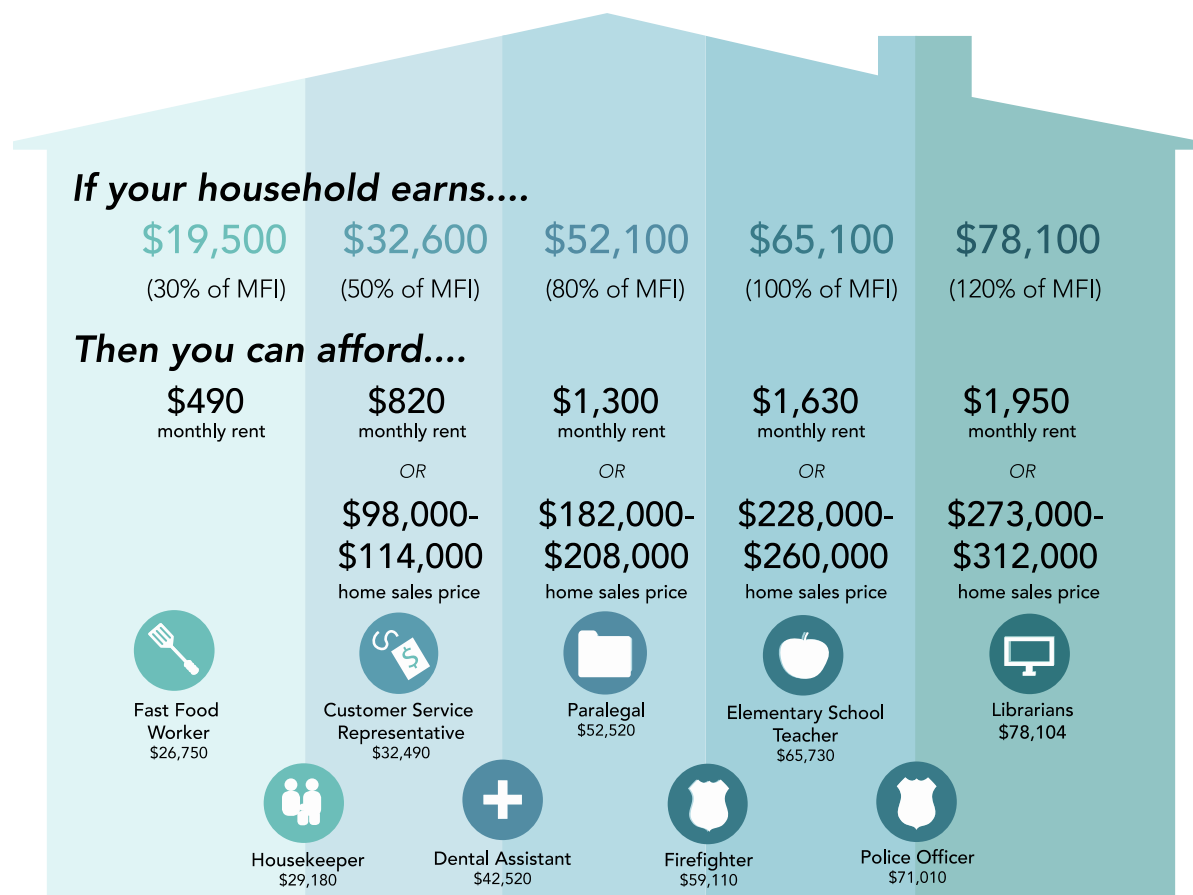 If your household earns....
$19,500 $32,600 $52,100 $65,100 $78,100
(30% of MFI) (50% of MFI) (80% of MFI) (100% of MFI) (120% of MFI)
Then you can afford....
$490 $820 $1,300 $1,630 $1,950
monthly rent monthly rent monthly rent monthly rent monthly rent
OR OR OR OR
$98,000- $182,000- $228,000- $273,000-
$114,000 $208,000 $260,000 $312,000
home sales price home sales price home sales price home sales price
$
Fast Food
Worker
$26,750
Customer Service
Representative
$32,490
Paralegal
$52,520
Elementary School
Teacher
$65,730
Librarians
$78,104
Housekeeper
$29,180
Dental Assistant
$42,520
Firefighter
$59,110
Police Officer
$71,010